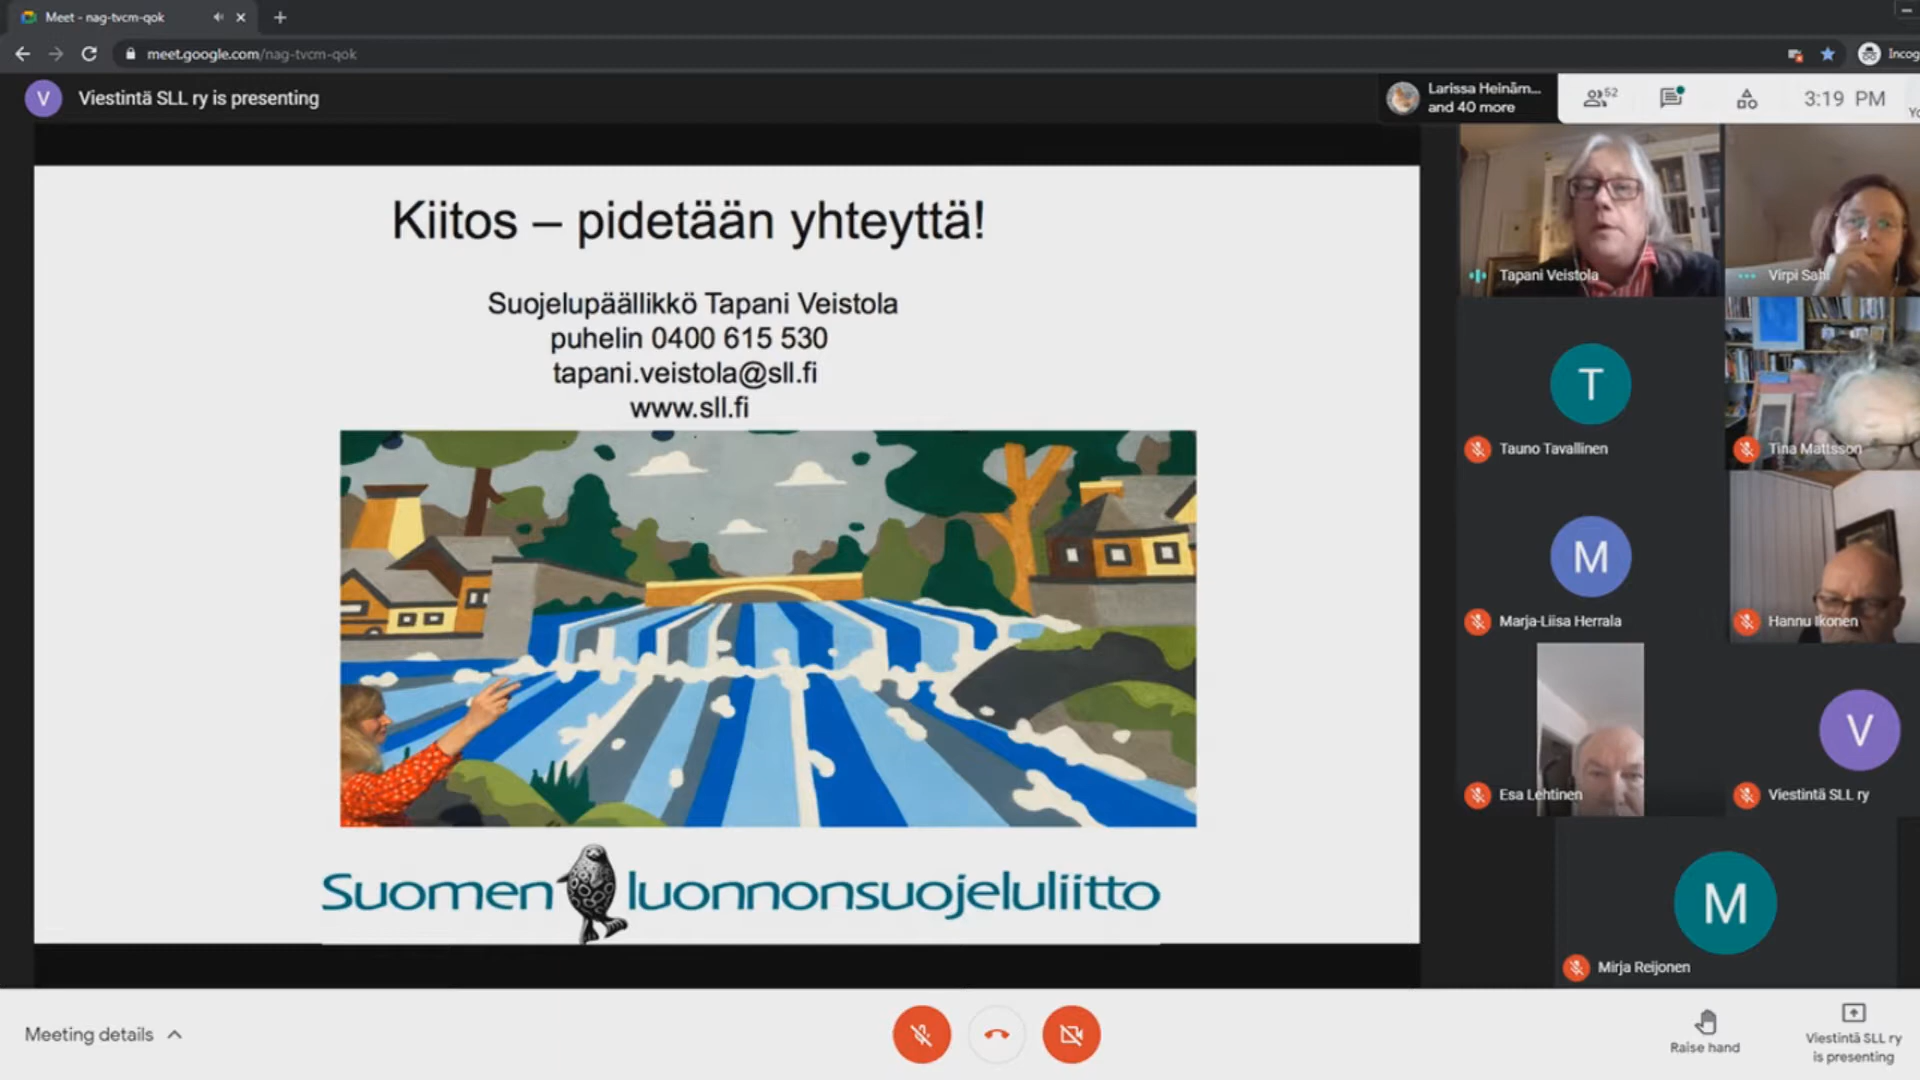 Meet - nag-tvcm-qok
meet.google.com/nag-tvcm-qok
V
Viestintä SLL ry is presenting
Larissa Heinäm...
and 40 more
52
3:19 PM
Kiitos – pidetään yhteyttä!
Suojelupäällikkö Tapani Veistola
puhelin 0400 615 530
tapani.veistola@sll.fi
www.sll.fi
Suomen luonnonsuojeluliitto
Tapani Veistola
Virpi Sahi
T
Tauno Tavallinen
Tina Mattsson
M
Marja-Liisa Herrala
Hannu Ikonen
Esa Lehtinen
V
Viestintä SLL ry
M
Mirja Reijonen
Meeting details
Raise hand
Viestintä SLL ry
is presenting